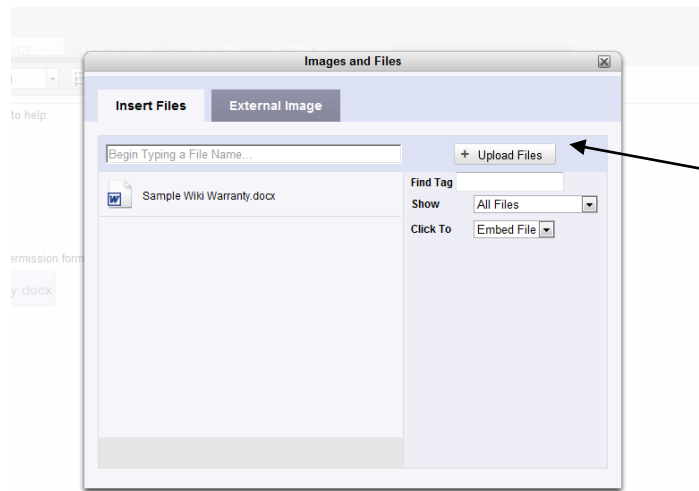 Images and Files
Insert Files
External Image
to help:
Begin Typing a File Name...
+ Upload Files
Sample Wiki Warranty.docx
Find Tag
Show
All Files
Click To
Embed File
ermission form
y.docx